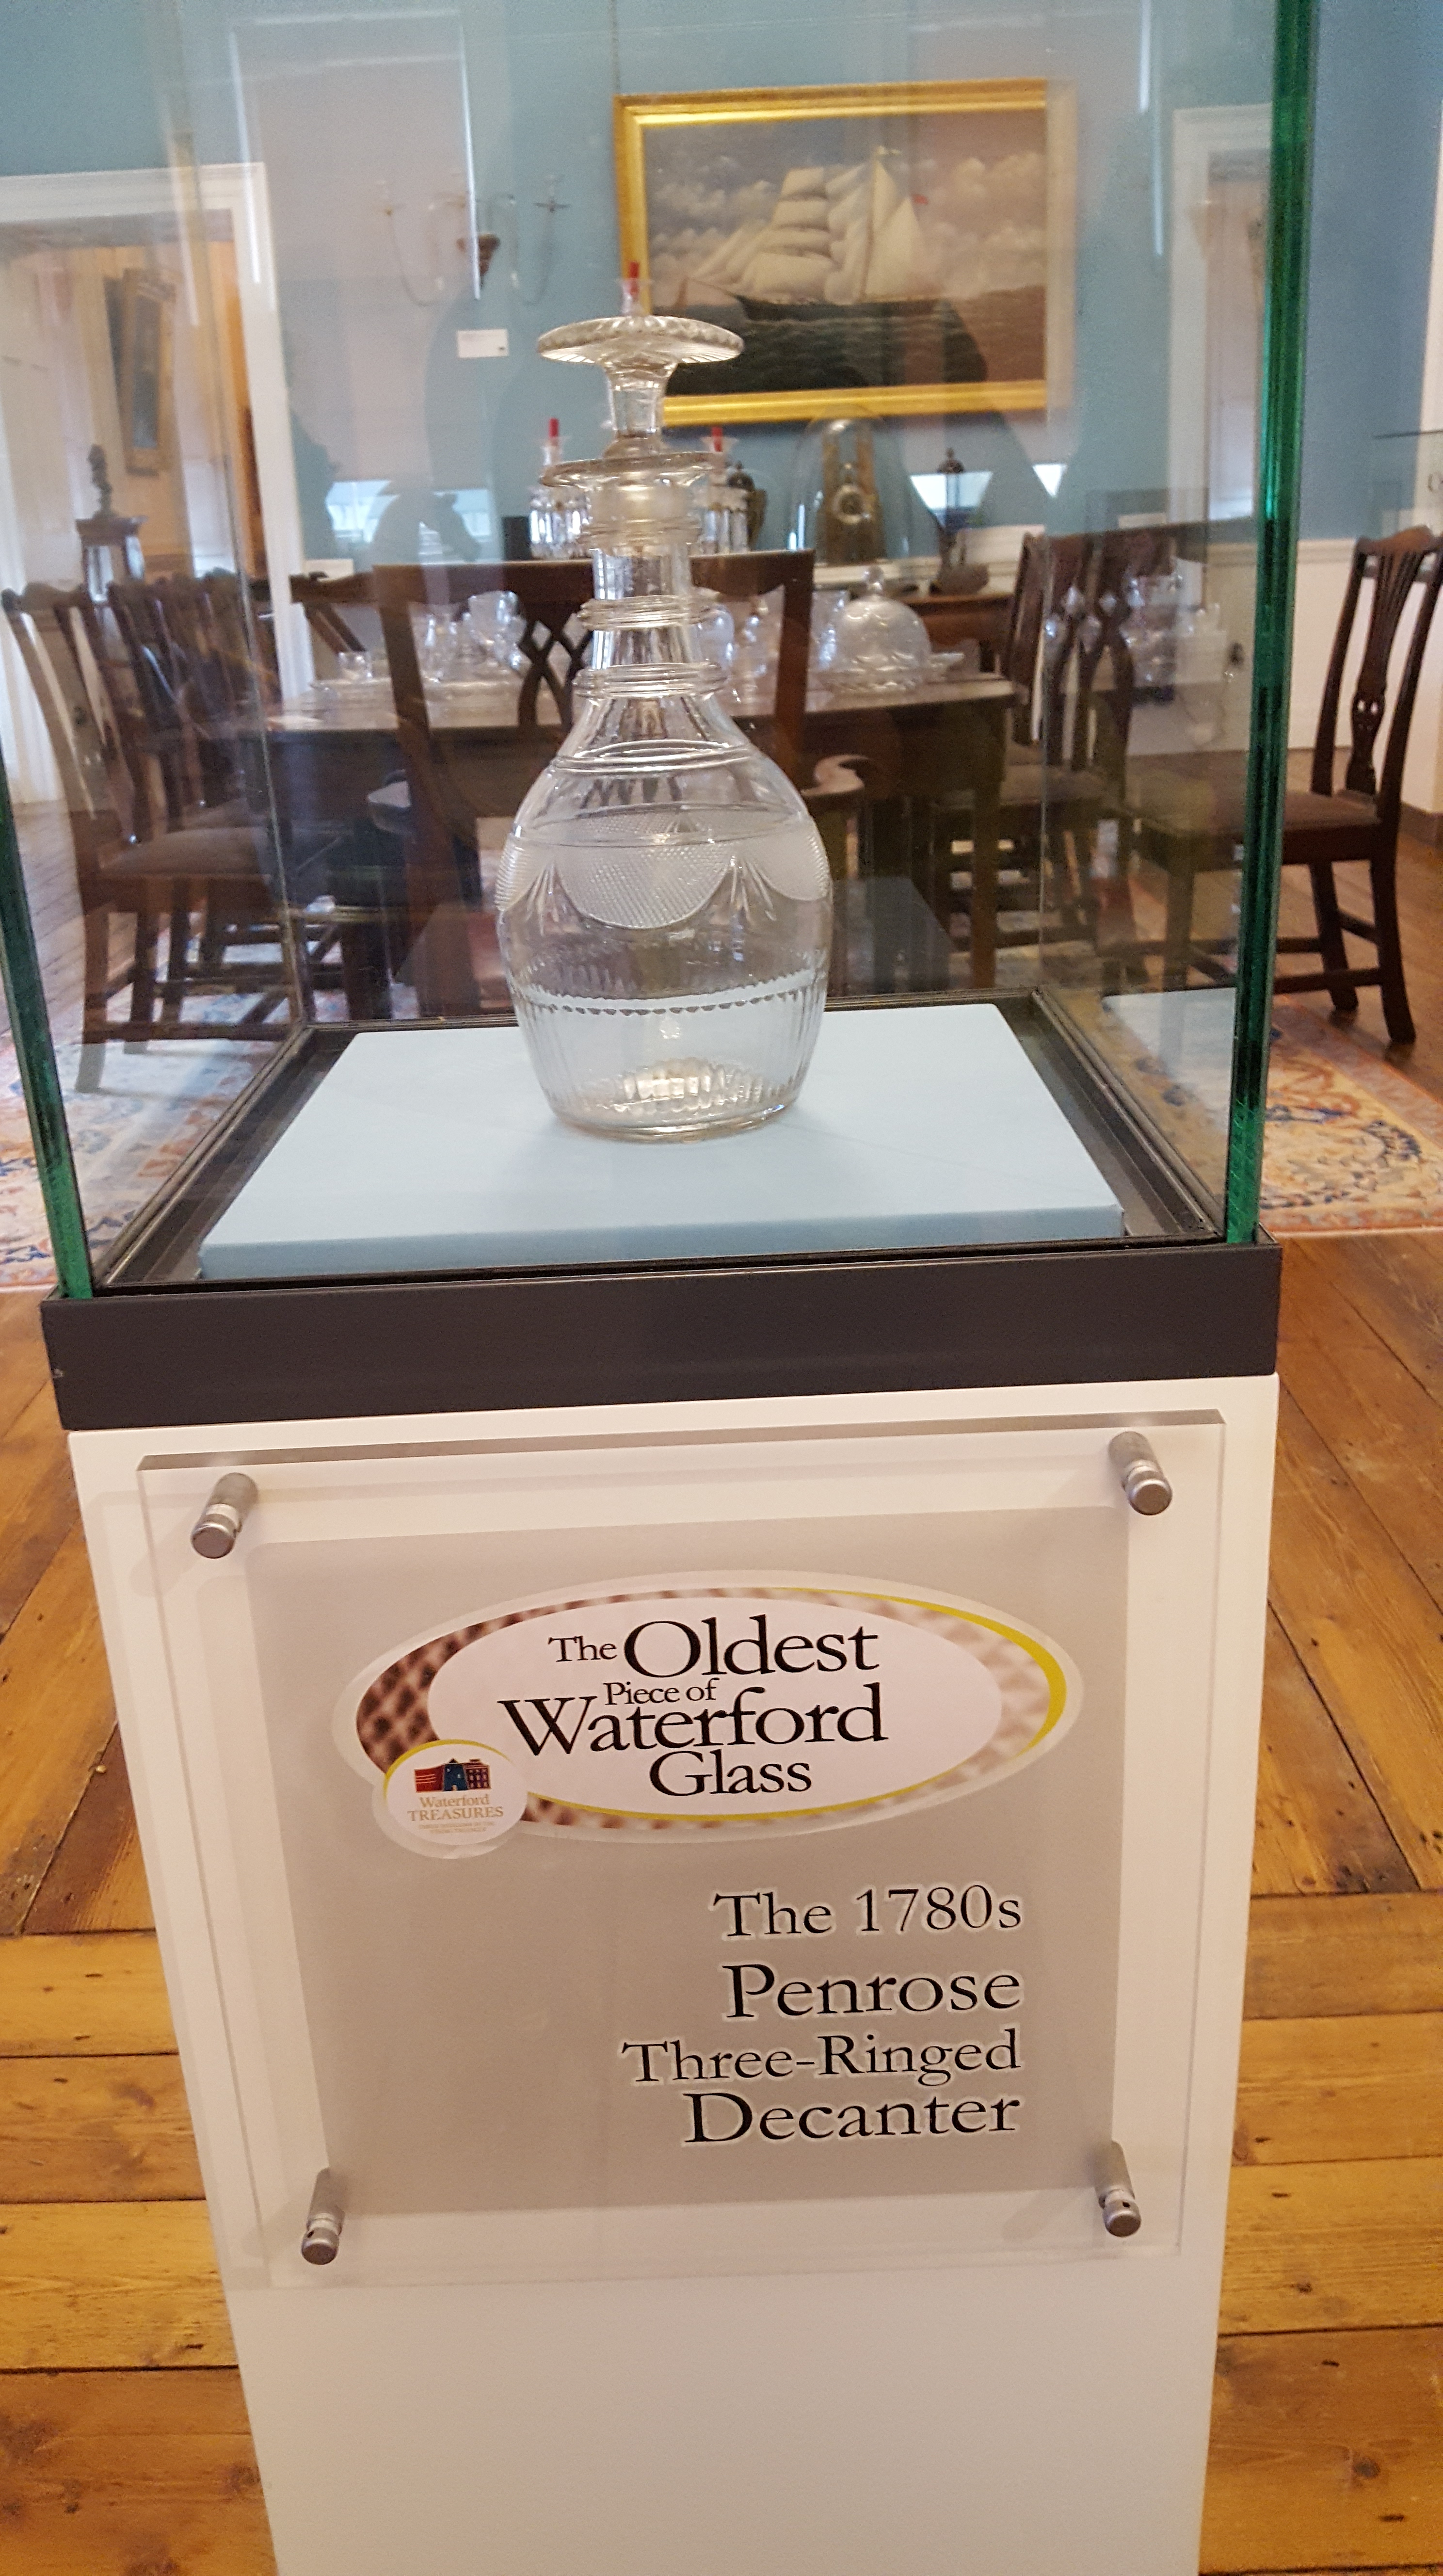 The Oldest
Piece of
Waterford
Glass
Waterford
TREASURES
The 1780s
Penrose
Three-Ringed
Decanter